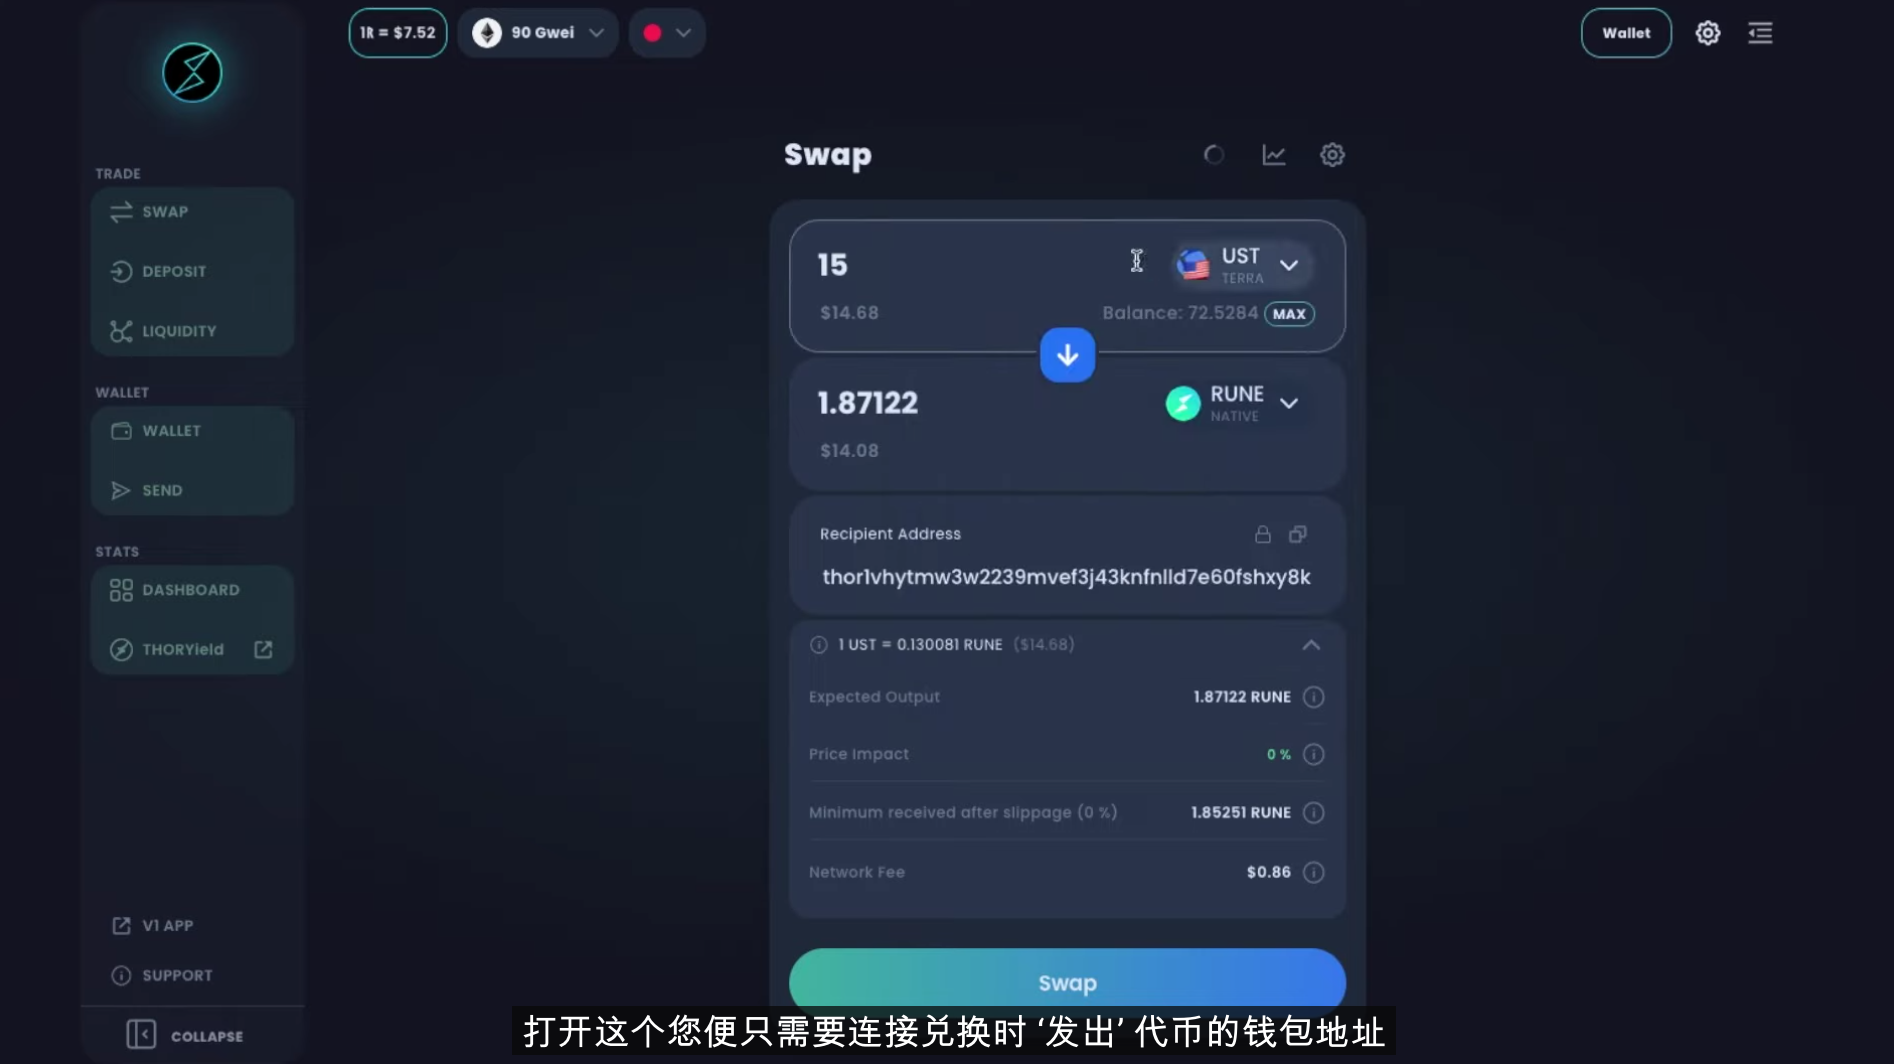 1R = $7.52
90 Gwei
Wallet
TRADE
SWAP
DEPOSIT
LIQUIDITY
WALLET
WALLET
SEND
STATS
DASHBOARD
THORYield
V1 APP
SUPPORT
COLLAPSE
Swap
15
UST
TERRA
$14.68
Balance: 72.5284 MAX
1.87122
RUNE
NATIVE
$14.08
Recipient Address
thor1vhytmw3w2239mvef3j43knfnlld7e60fshxy8k
1 UST = 0.130081 RUNE ($14.68)
Expected Output 1.87122 RUNE
Price Impact 0 %
Minimum received after slippage (0 %) 1.85251 RUNE
Network Fee $0.86
Swap
打开这个您便只需要连接兑换时 ‘发出’ 代币的钱包地址